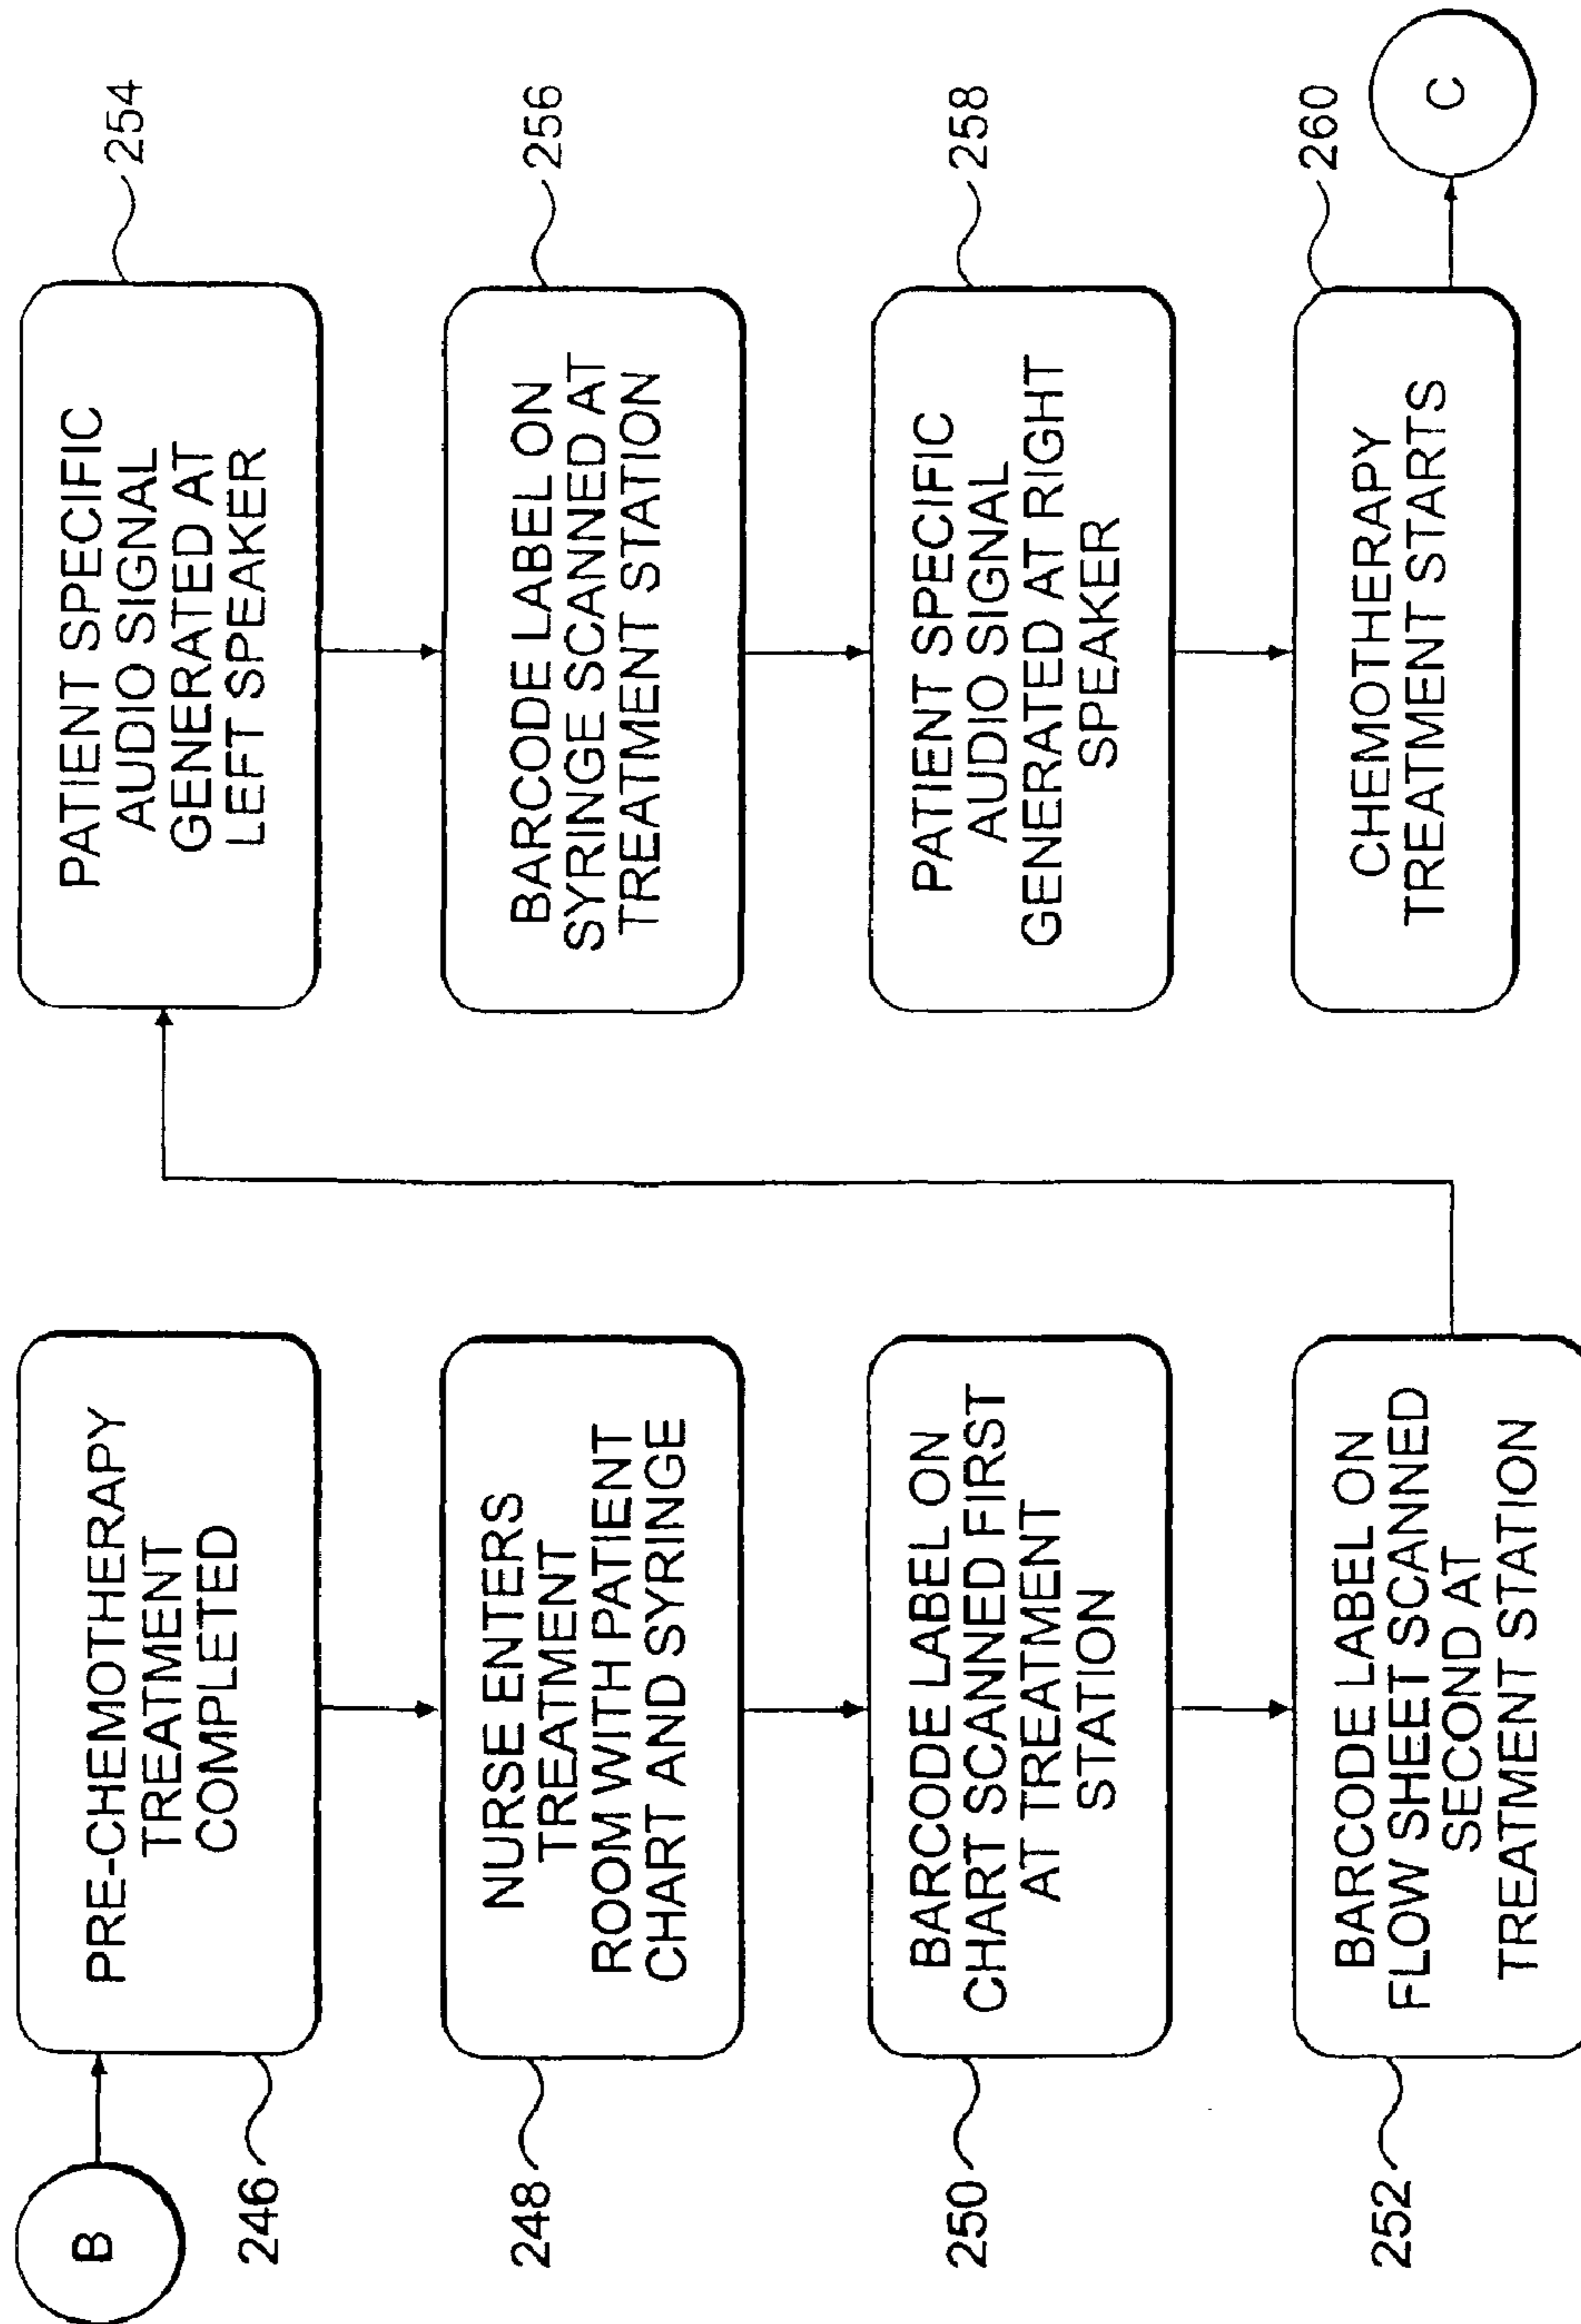 B
246
PRE-CHEMOTHERAPY
TREATMENT
COMPLETED
248
NURSE ENTERS
TREATMENT
ROOM WITH PATIENT
CHART AND SYRINGE
250
BARCODE LABEL ON
CHART SCANNED FIRST
AT TREATMENT
STATION
252
BARCODE LABEL ON
FLOW SHEET SCANNED
SECOND AT
TREATMENT STATION
254
PATIENT SPECIFIC
AUDIO SIGNAL
GENERATED AT
LEFT SPEAKER
256
BARCODE LABEL ON
SYRINGE SCANNED AT
TREATMENT STATION
258
PATIENT SPECIFIC
AUDIO SIGNAL
GENERATED AT RIGHT
SPEAKER
260
CHEMOTHERAPY
TREATMENT STARTS
C